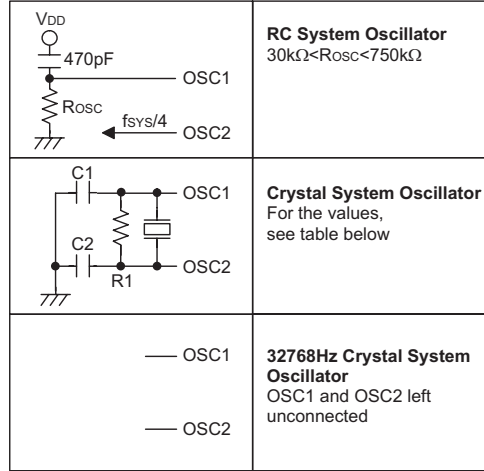 VDD
470pF
OSC1
ROSC
fSYS/4
OSC2
RC System Oscillator
30kΩ<ROSC<750kΩ
C1
OSC1
C2
R1
OSC2
Crystal System Oscillator
For the values,
see table below
OSC1
OSC2
32768Hz Crystal System
Oscillator
OSC1 and OSC2 left
unconnected